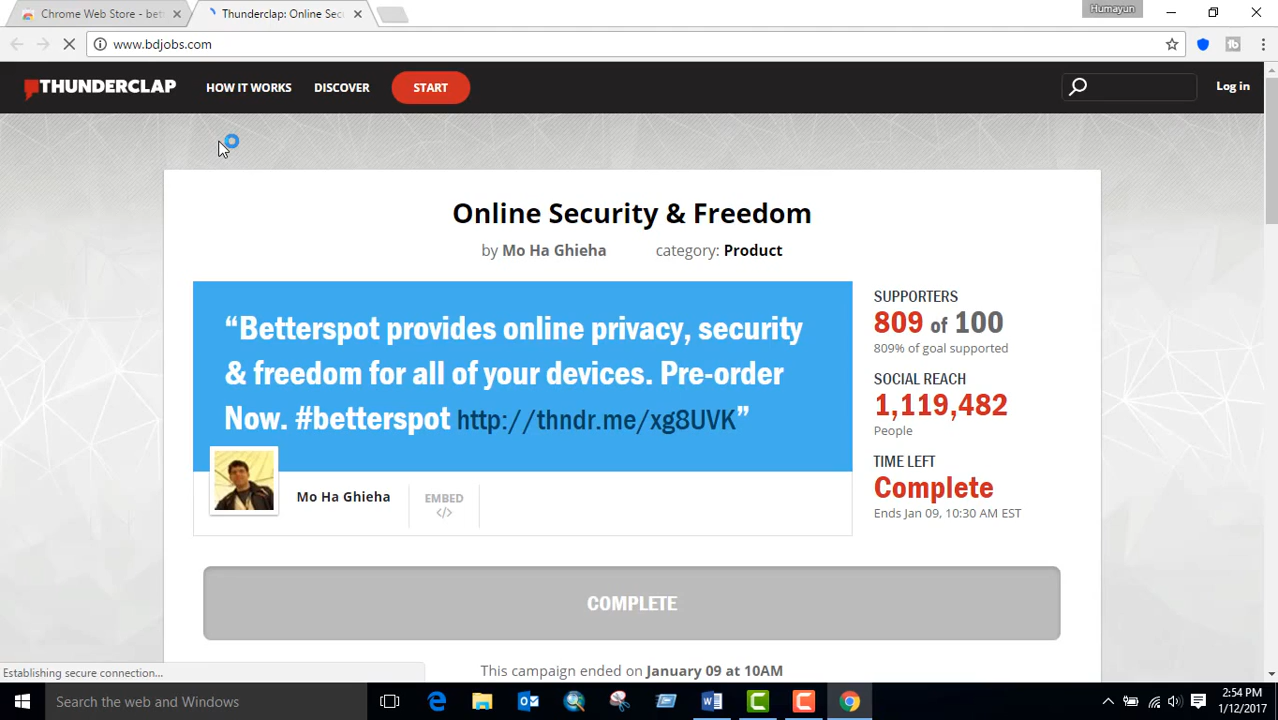 Chrome Web Store - bet
Thunderclap: Online Sec
Humayun
www.bdjobs.com
THUNDERCLAP
HOW IT WORKS
DISCOVER
START
Log in
Online Security & Freedom
by Mo Ha Ghieha
category: Product
“Betterspot provides online privacy, security
& freedom for all of your devices. Pre-order
Now. #betterspot http://thndr.me/xg8UVK”
Mo Ha Ghieha
EMBED
</>
SUPPORTERS
809 of 100
809% of goal supported
SOCIAL REACH
1,119,482
People
TIME LEFT
Complete
Ends Jan 09, 10:30 AM EST
COMPLETE
This campaign ended on January 09 at 10AM
Establishing secure connection...
Search the web and Windows
2:54 PM
1/12/2017